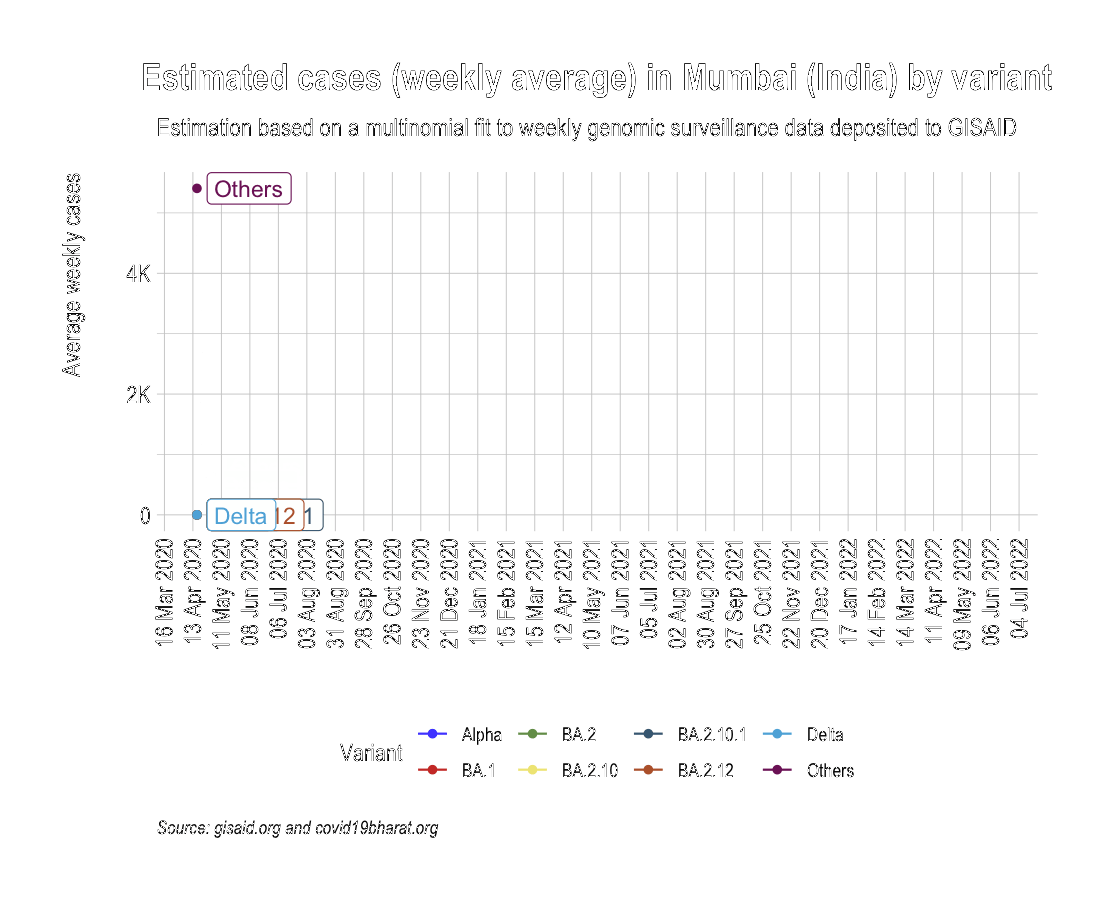 Estimated cases (weekly average) in Mumbai (India) by variant
Estimation based on a multinomial fit to weekly genomic surveillance data deposited to GISAID
Average weekly cases
Others
4K
2K
0
Delta
12
1
16 Mar 2020
13 Apr 2020
11 May 2020
08 Jun 2020
06 Jul 2020
03 Aug 2020
31 Aug 2020
28 Sep 2020
26 Oct 2020
23 Nov 2020
21 Dec 2020
18 Jan 2021
15 Feb 2021
15 Mar 2021
12 Apr 2021
10 May 2021
07 Jun 2021
05 Jul 2021
02 Aug 2021
30 Aug 2021
27 Sep 2021
25 Oct 2021
22 Nov 2021
20 Dec 2021
17 Jan 2022
14 Feb 2022
14 Mar 2022
11 Apr 2022
09 May 2022
06 Jun 2022
04 Jul 2022
Variant
Alpha BA.2 BA.2.10.1 Delta
BA.1 BA.2.10 BA.2.12 Others
Source: gisaid.org and covid19bharat.org